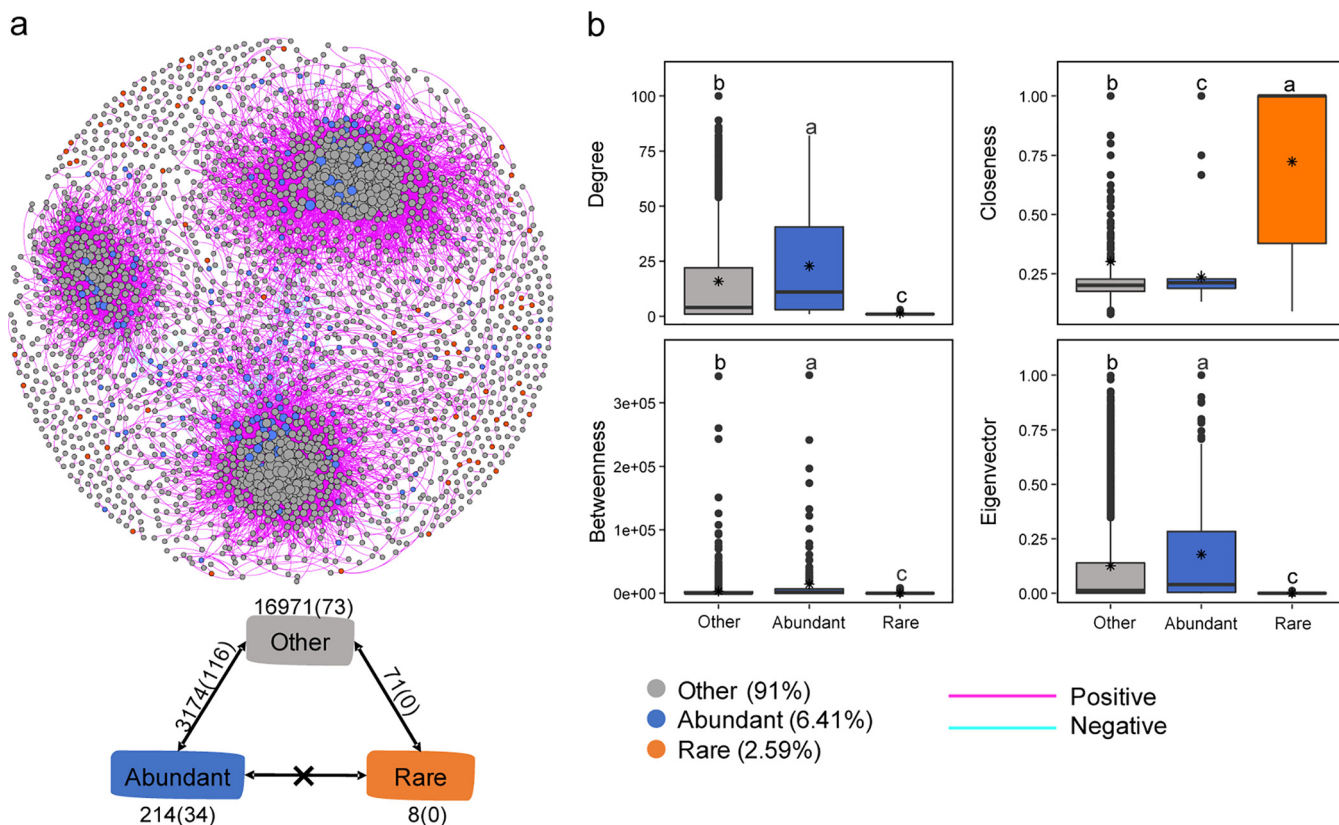 a
16971(73)
Other
3174(116)
71(0)
Abundant
Rare
214(34)
8(0)
b
Degree
100
75
50
25
0
b
a
c
Closeness
1.00
0.75
0.50
0.25
b
c
a
Betweenness
3e+05
2e+05
1e+05
0e+00
b
a
c
Other
Abundant
Rare
Eigenvector
1.00
0.75
0.50
0.25
0.00
b
a
c
Other
Abundant
Rare
Other (91%)
Abundant (6.41%)
Rare (2.59%)
Positive
Negative